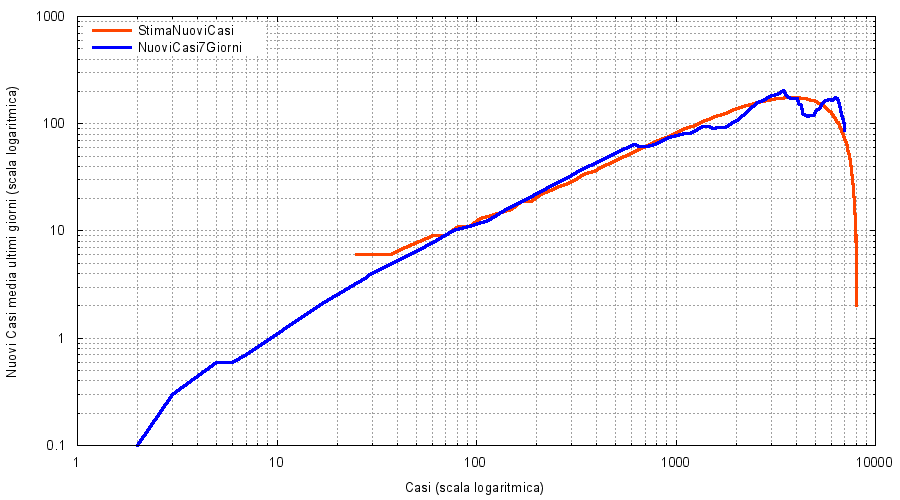 1000
100
10
1
0.1
StimaNuoviCasi
NuoviCasi7Giorni
Nuovi Casi media ultimi giorni (scala logaritmica)
1
10
100
1000
10000
Casi (scala logaritmica)